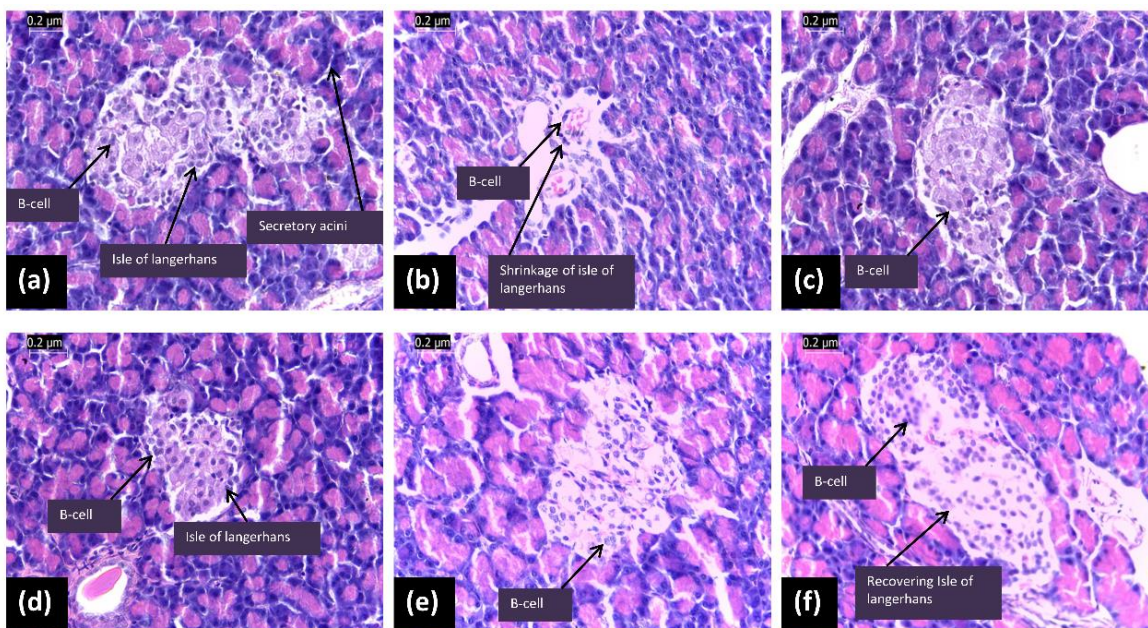 0.2 µm
B-cell
Isle of langerhans
Secretory acini
(a)
0.2 µm
B-cell
Shrinkage of isle of
langerhans
(b)
0.2 µm
B-cell
(c)
0.2 µm
B-cell
Isle of langerhans
(d)
0.2 µm
B-cell
(e)
0.2 µm
B-cell
Recovering Isle of
langerhans
(f)